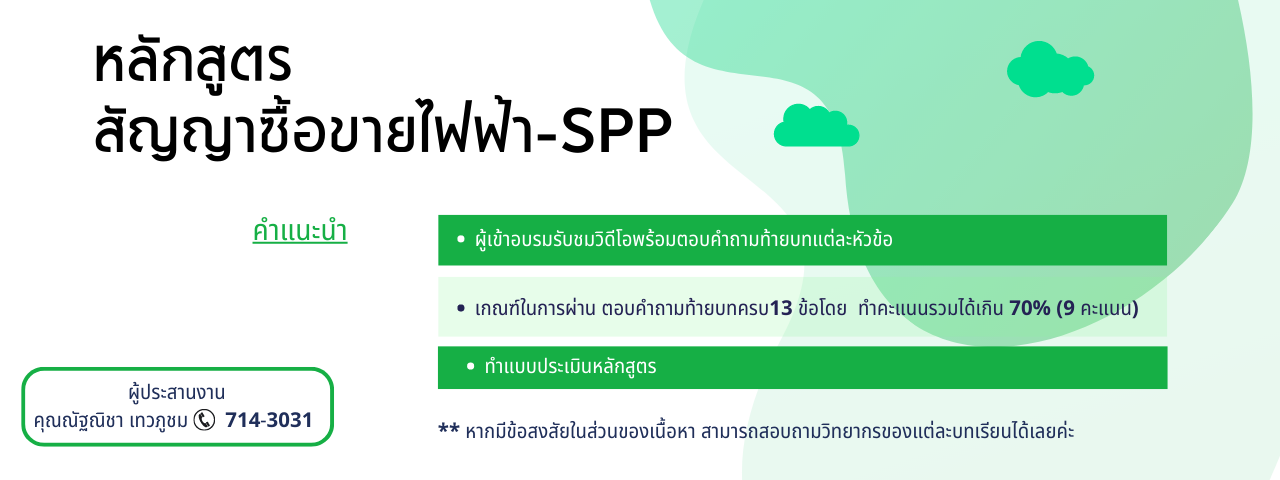 หลักสูตร
สัญญาซื้อขายไฟฟ้า-SPP
คำแนะนำ
• ผู้เข้าอบรมรับชมวิดีโอพร้อมตอบคำถามท้ายบทแต่ละหัวข้อ
• เกณฑ์ในการผ่าน ตอบคำถามท้ายบทครบ13 ข้อโดย ทำคะแนนรวมได้เกิน 70% (9 คะแนน)
• ทำแบบประเมินหลักสูตร
ผู้ประสานงาน
คุณณัฐณิชา เทวภูชม 714-3031
** หากมีข้อสงสัยในส่วนของเนื้อหา สามารถสอบถามวิทยากรของแต่ละบทเรียนได้เลยค่ะ